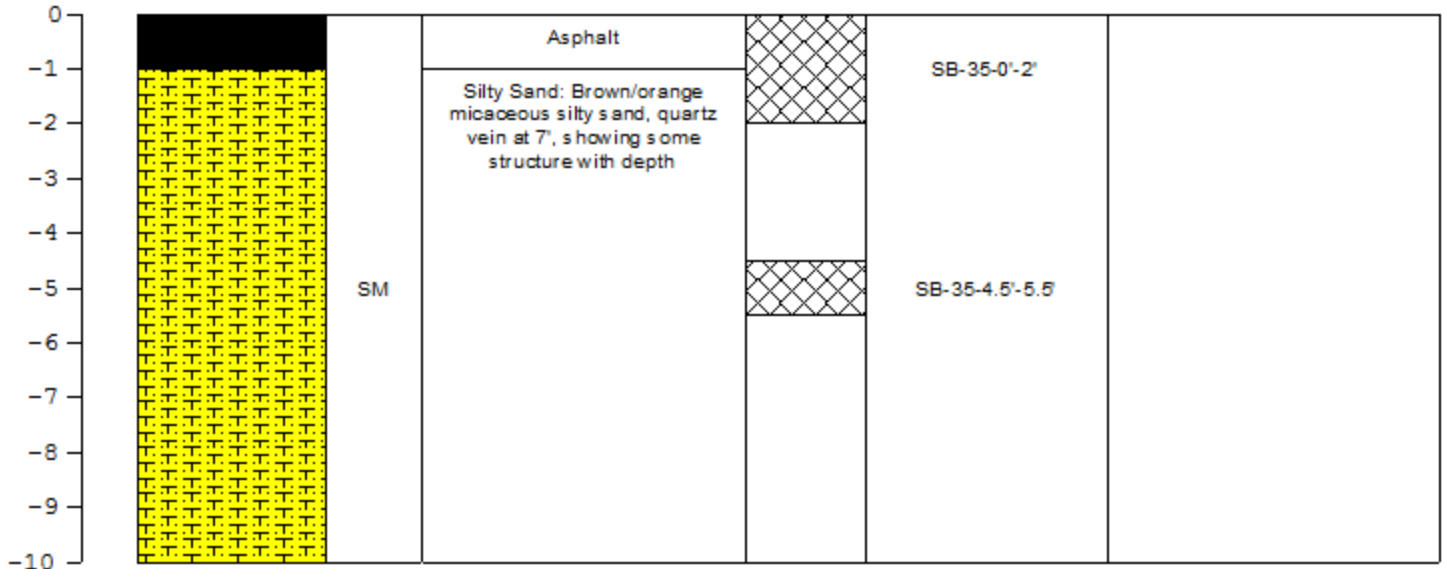 0
Asphalt
-1
SB-35-0'-2'
Silty Sand: Brown/orange
micaceous silty sand, quartz
vein at 7', showing some
structure with depth
-2
-3
-4
-5
SM
SB-35-4.5'-5.5'
-6
-7
-8
-9
-10